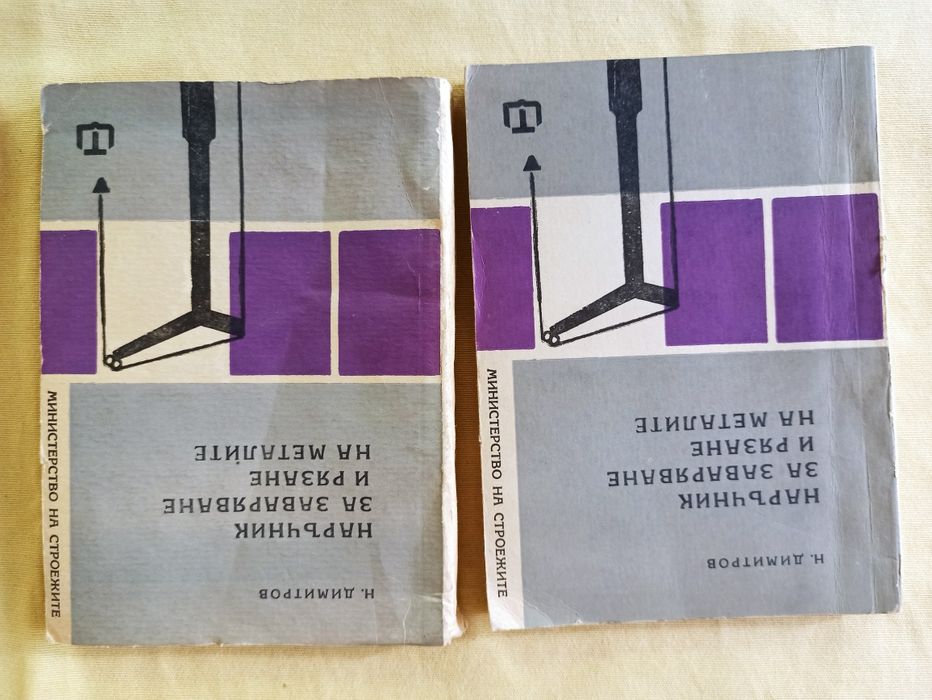 Н. ДИМИТРОВ
НАРЪЧНИК
ЗА ЗАВАРЯВАНЕ
И РЯЗАНЕ
НА МЕТАЛИТЕ
МИНИСТЕРСТВО НА СТРОЕЖИТЕ
Т
Н. ДИМИТРОВ
НАРЪЧНИК
ЗА ЗАВАРЯВАНЕ
И РЯЗАНЕ
НА МЕТАЛИТЕ
МИНИСТЕРСТВО НА СТРОЕЖИТЕ
Т